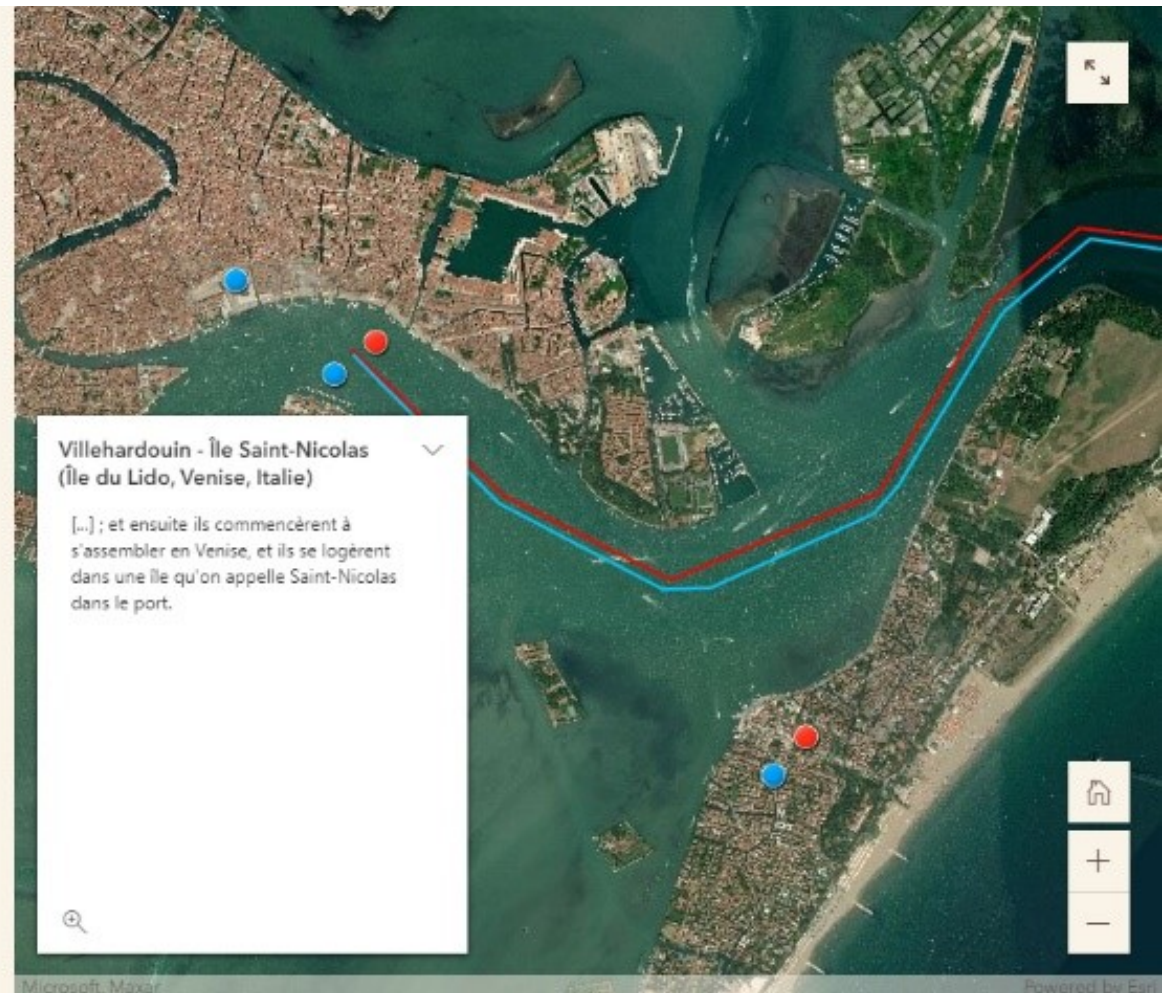 Villehardouin - Île Saint-Nicolas
(Île du Lido, Venise, Italie)
[...] ; et ensuite ils commencèrent à
s'assembler en Venise, et ils se logèrent
dans une île qu'on appelle Saint-Nicolas
dans le port.
Microsoft, Maxar
Powered by Esri